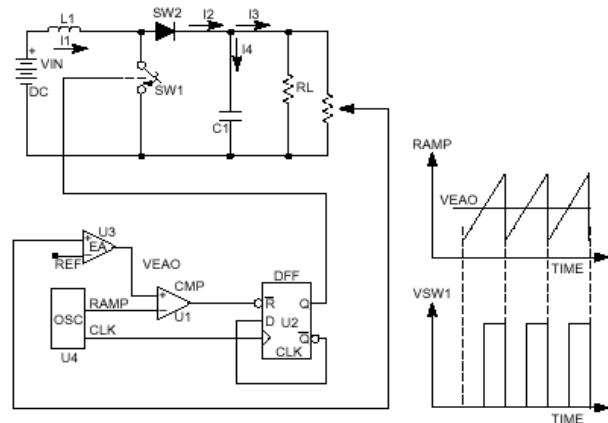 SW2
I2
I3
L1
I1
I4
+
VIN
DC
SW1
RL
C1
RAMP
VEAO
TIME
U3
+
EA
−
REF
VEAO
CMP
DFF
+
−
U1
R
Q
D
U2
Q
CLK
OSC
RAMP
CLK
U4
VSW1
TIME